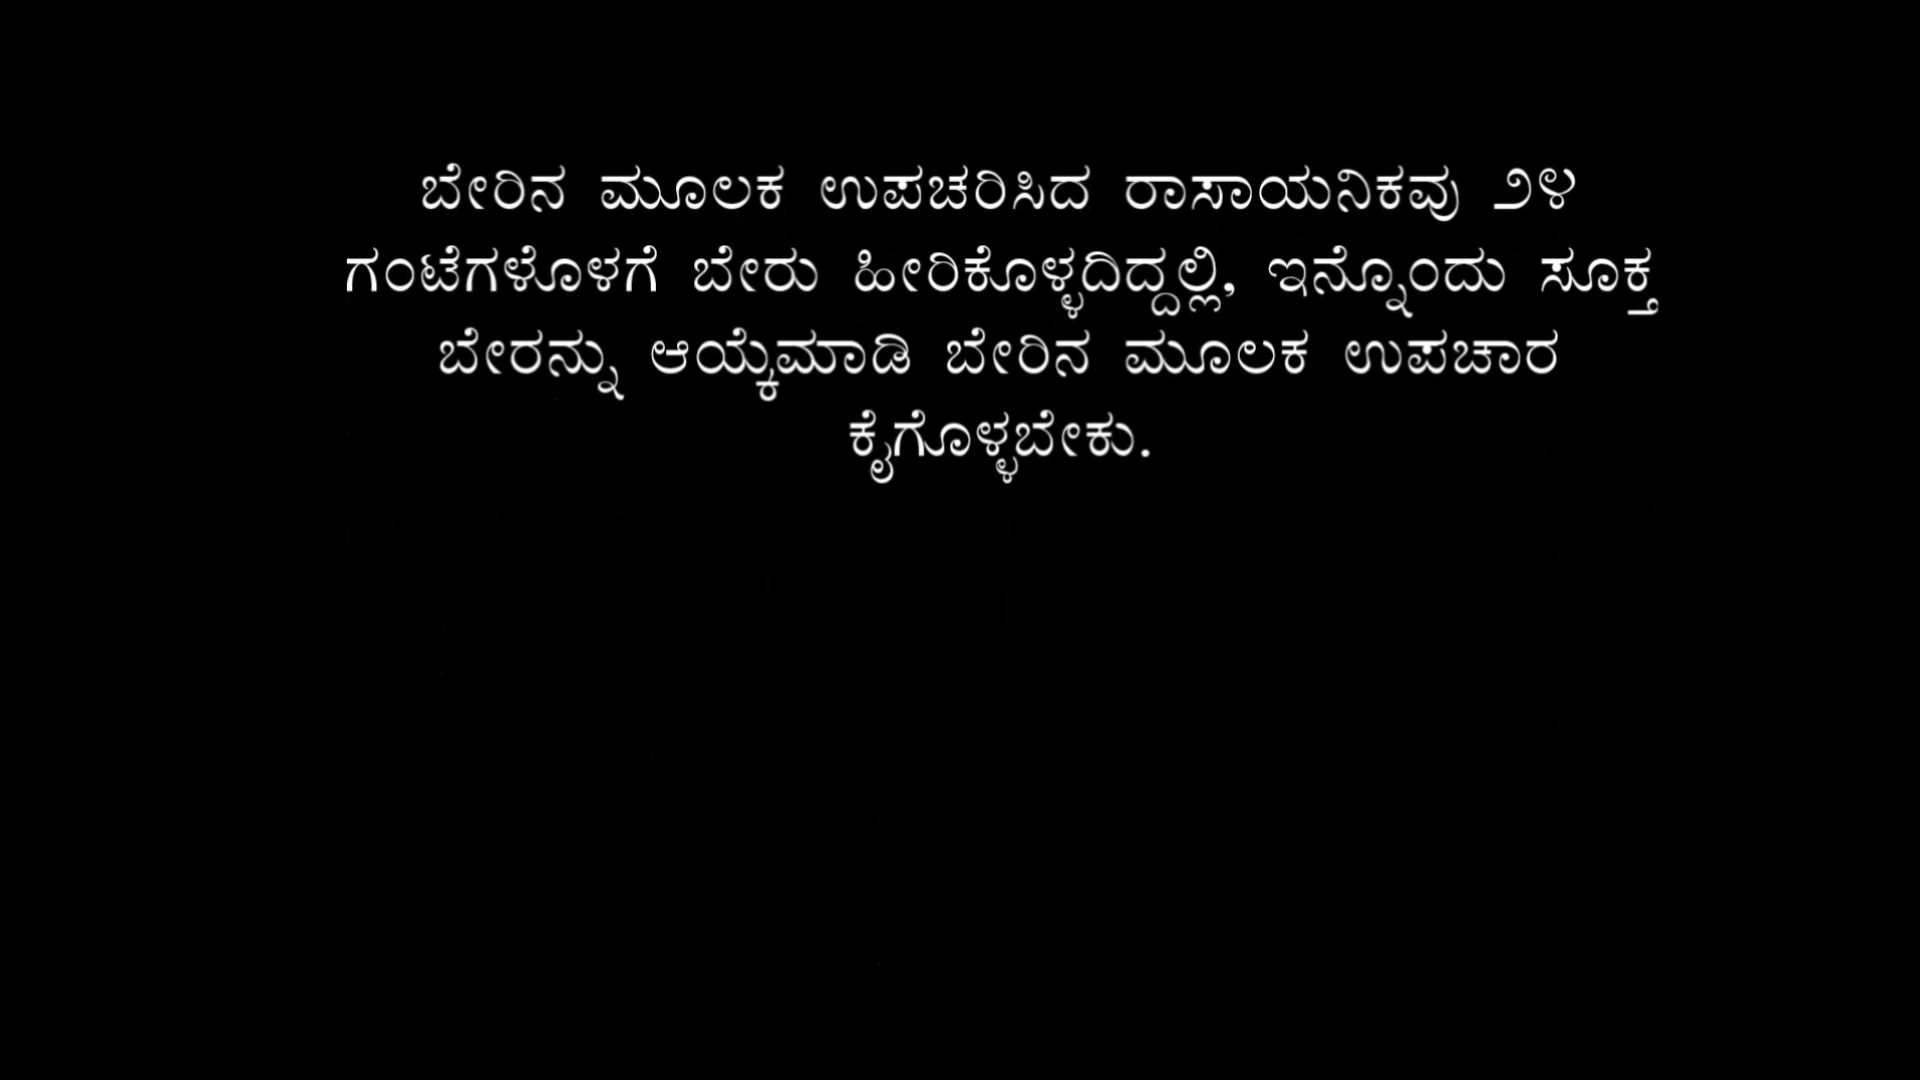 ಬೇರಿನ ಮೂಲಕ ಉಪಚರಿಸಿದ ರಾಸಾಯನಿಕವು ೨೪
ಗಂಟೆಗಳೊಳಗೆ ಬೇರು ಹೀರಿಕೊಳ್ಳದಿದ್ದಲ್ಲಿ, ಇನ್ನೊಂದು ಸೂಕ್ತ
ಬೇರನ್ನು ಆಯ್ಕೆಮಾಡಿ ಬೇರಿನ ಮೂಲಕ ಉಪಚಾರ
ಕೈಗೊಳ್ಳಬೇಕು.